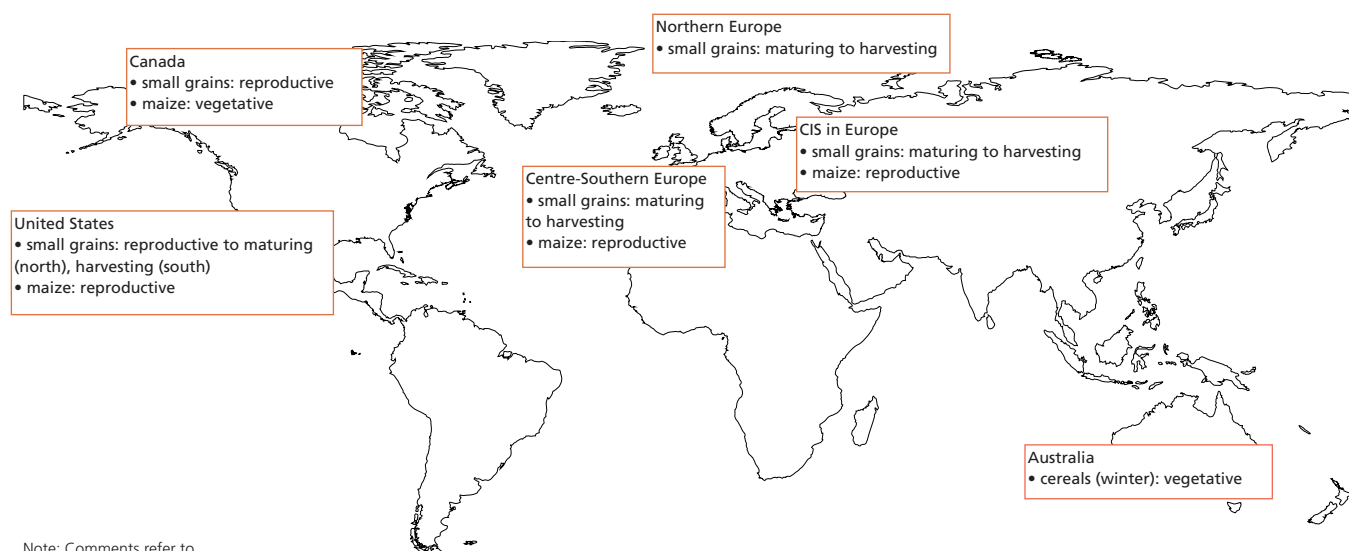 Northern Europe
• small grains: maturing to harvesting
Canada
• small grains: reproductive
• maize: vegetative
CIS in Europe
• small grains: maturing to harvesting
• maize: reproductive
Centre-Southern Europe
• small grains: maturing
to harvesting
• maize: reproductive
United States
• small grains: reproductive to maturing
(north), harvesting (south)
• maize: reproductive
Australia
• cereals (winter): vegetative
Note: Comments refer to